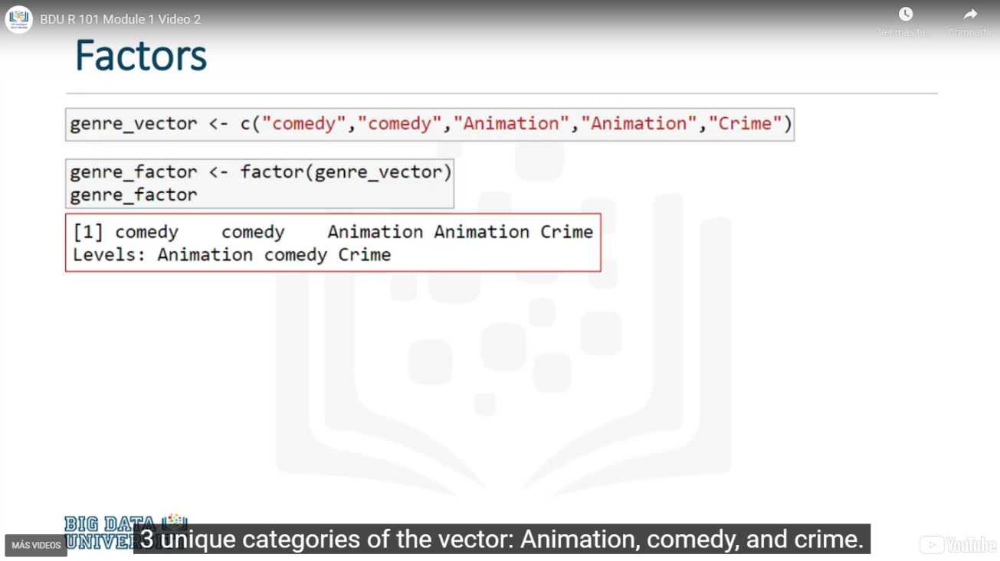 BDU R 101 Module 1 Video 2
Ver más ta...
Compartir
Factors
genre_vector <- c("comedy","comedy","Animation","Animation","Crime")
genre_factor <- factor(genre_vector)
genre_factor
[1] comedy    comedy    Animation Animation Crime
Levels: Animation comedy Crime
BIG DATA
MÁS VIDEOS
3 unique categories of the vector: Animation, comedy, and crime.
YouTube